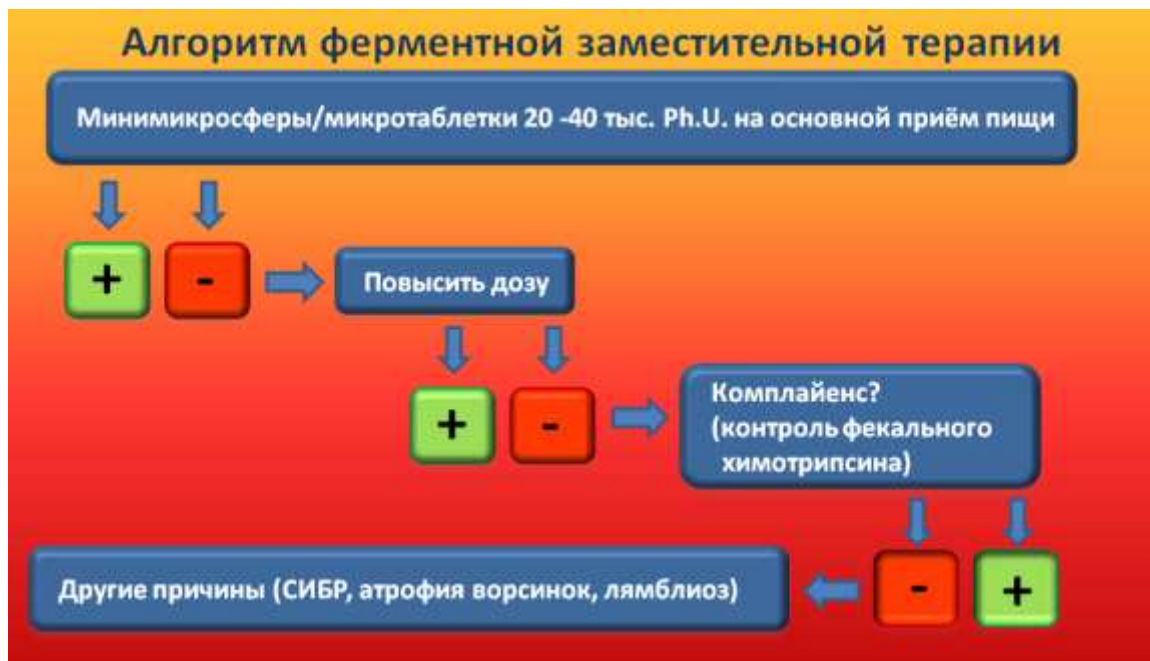 Алгоритм ферментной заместительной терапии
Минимикросферы/микротаблетки 20 -40 тыс. Ph.U. на основной приём пищи
+ -
Повысить дозу
+ -
Комплайенс?
(контроль фекального
химотрипсина)
- +
Другие причины (СИБР, атрофия ворсинок, лямблиоз)